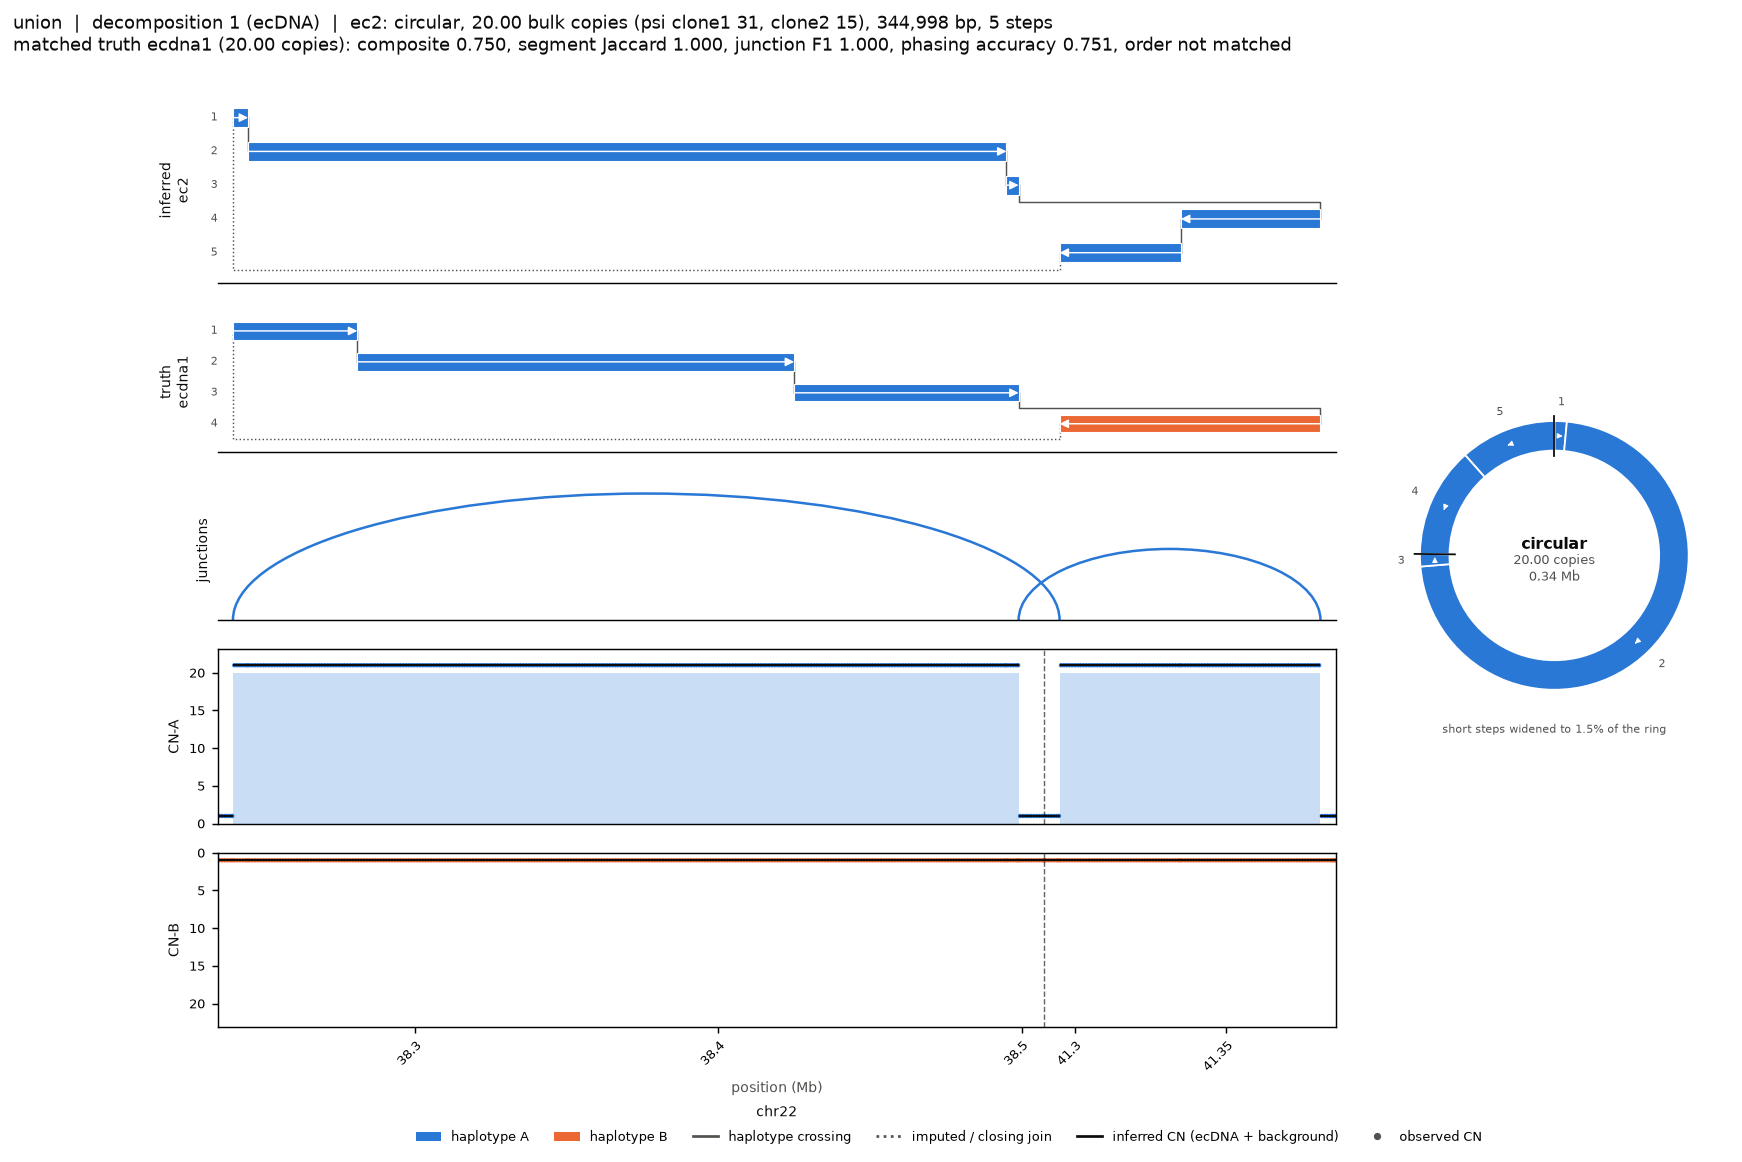 union | decomposition 1 (ecDNA) | ec2: circular, 20.00 bulk copies (psi clone1 31, clone2 15), 344,998 bp, 5 steps
matched truth ecdna1 (20.00 copies): composite 0.750, segment Jaccard 1.000, junction F1 1.000, phasing accuracy 0.751, order not matched
inferred
ec2
1
2
3
4
5
truth
ecdna1
1
2
3
4
junctions
CN-A
20
15
10
5
0
CN-B
0
5
10
15
20
38.3
38.4
38.5
41.3
41.35
position (Mb)
chr22
1
5
4
3
2
circular
20.00 copies
0.34 Mb
short steps widened to 1.5% of the ring
haplotype A
haplotype B
haplotype crossing
imputed / closing join
inferred CN (ecDNA + background)
observed CN